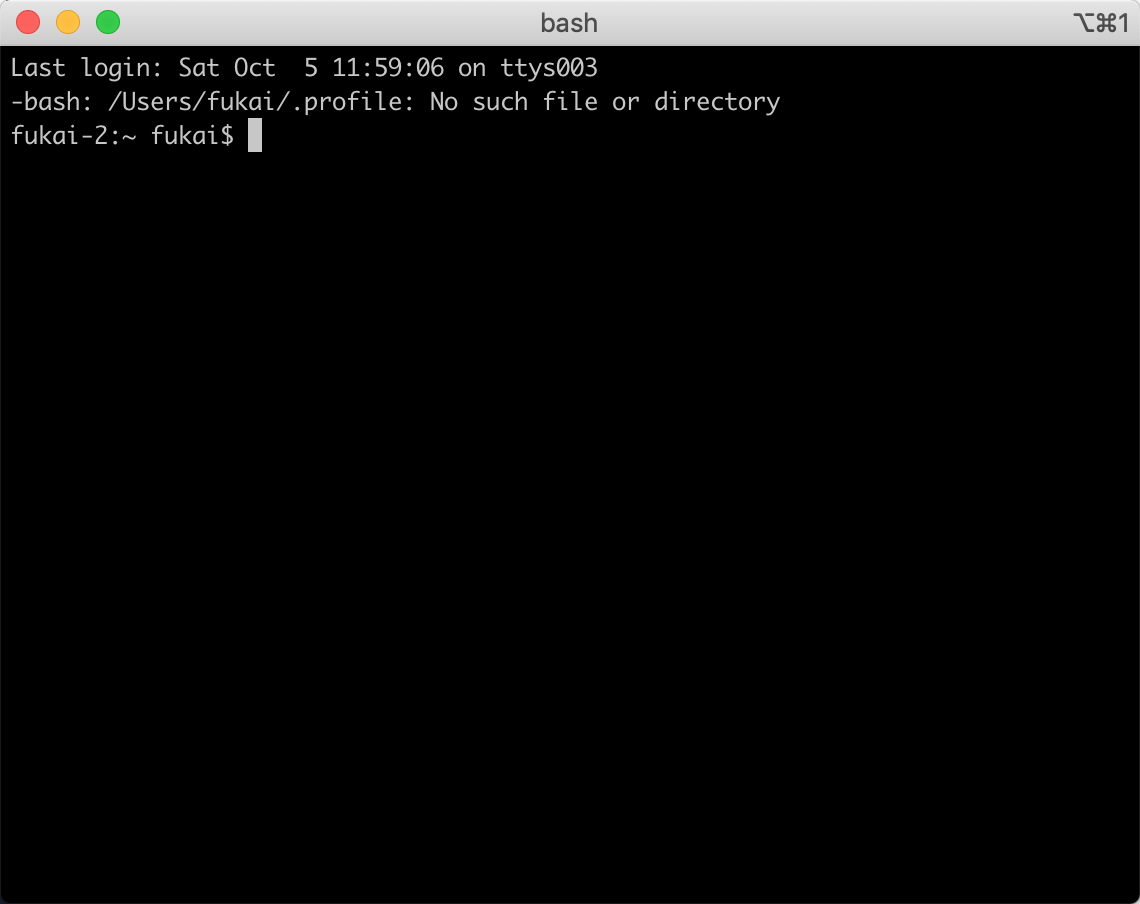 bash
⌥⌘1
Last login: Sat Oct  5 11:59:06 on ttys003
-bash: /Users/fukai/.profile: No such file or directory
fukai-2:~ fukai$